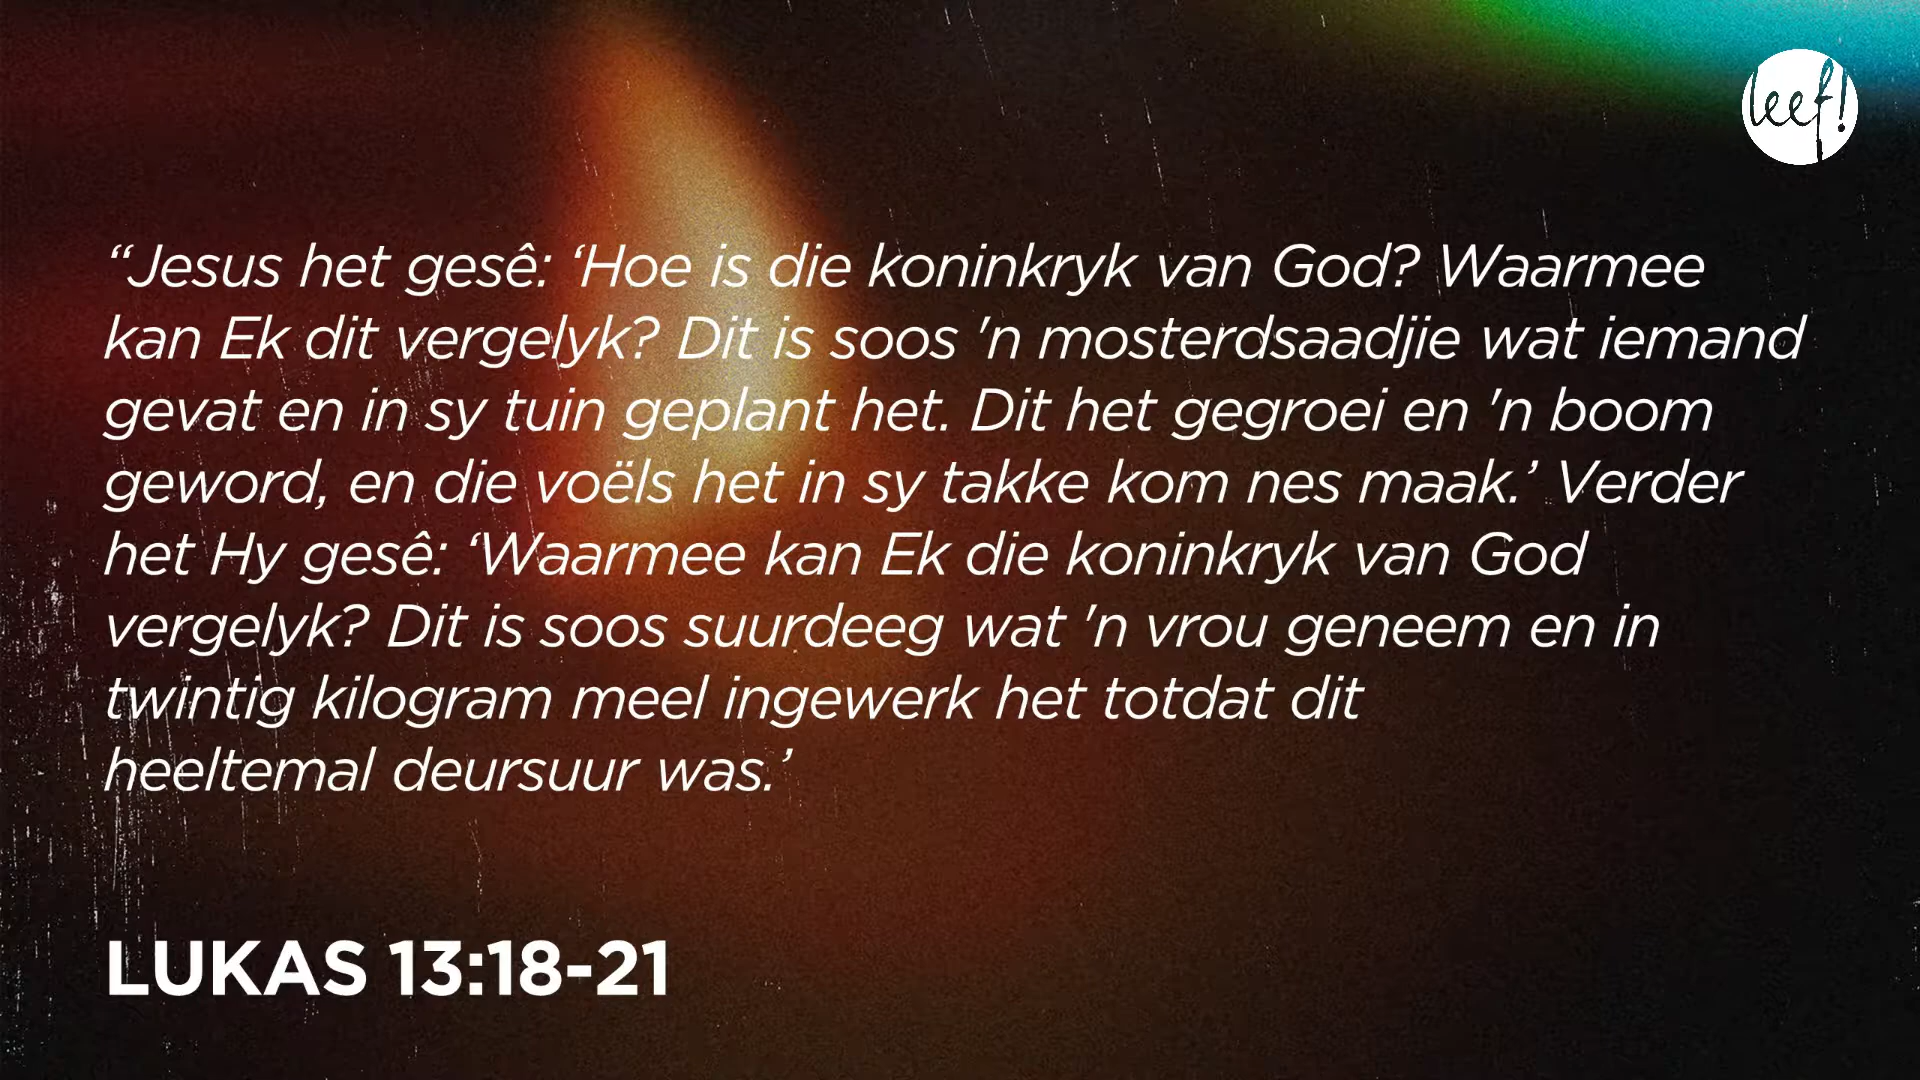 leef!
“Jesus het gesê: ‘Hoe is die koninkryk van God? Waarmee
kan Ek dit vergelyk? Dit is soos 'n mosterdsaadjie wat iemand
gevat en in sy tuin geplant het. Dit het gegroei en 'n boom
geword, en die voëls het in sy takke kom nes maak.’ Verder
het Hy gesê: ‘Waarmee kan Ek die koninkryk van God
vergelyk? Dit is soos suurdeeg wat 'n vrou geneem en in
twintig kilogram meel ingewerk het totdat dit
heeltemal deursuur was.’
LUKAS 13:18-21